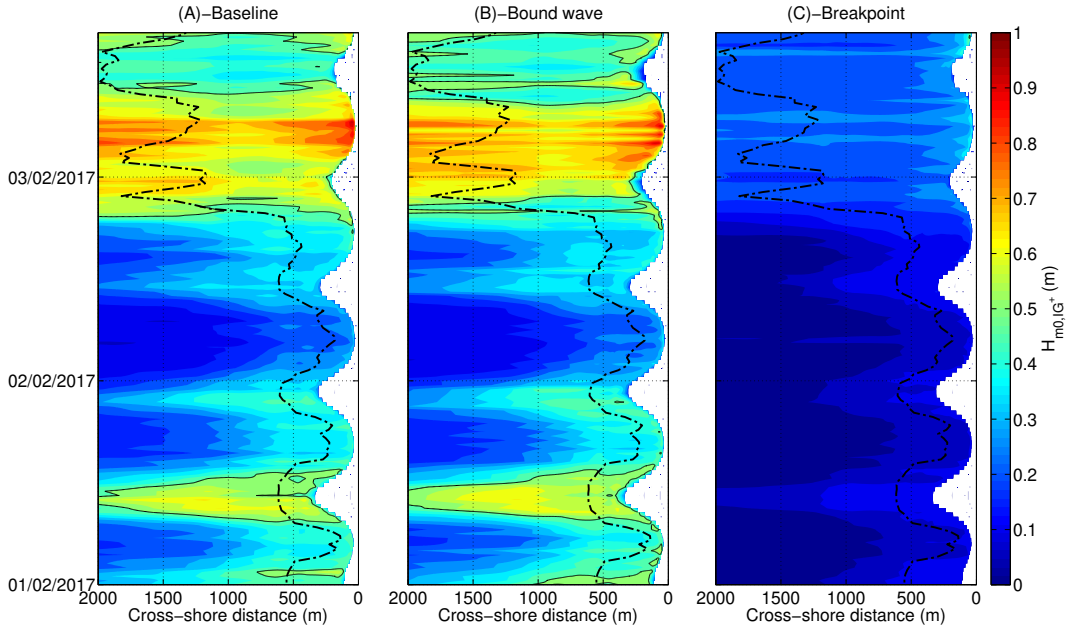 (A)−Baseline
(B)−Bound wave
(C)−Breakpoint
03/02/2017
02/02/2017
01/02/2017
2000 1500 1000 500 0
2000 1500 1000 500 0
2000 1500 1000 500 0
Cross−shore distance (m)
Cross−shore distance (m)
Cross−shore distance (m)
1
0.9
0.8
0.7
0.6
0.5
0.4
0.3
0.2
0.1
0
H_{m0,IG^+} (m)